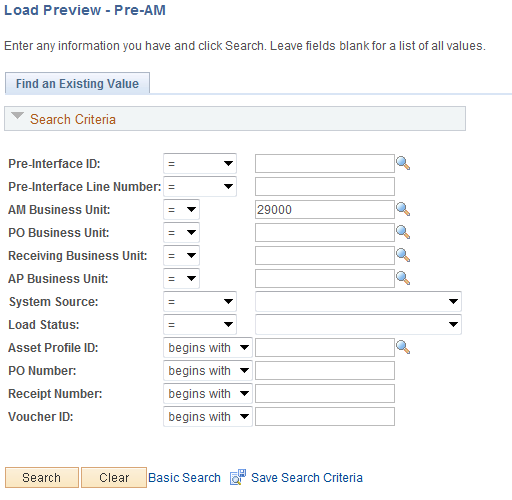 Load Preview - Pre-AM
Enter any information you have and click Search. Leave fields blank for a list of all values.
Find an Existing Value
Search Criteria
Pre-Interface ID: =
Pre-Interface Line Number: =
AM Business Unit: = 29000
PO Business Unit: =
Receiving Business Unit: =
AP Business Unit: =
System Source: =
Load Status: =
Asset Profile ID: begins with
PO Number: begins with
Receipt Number: begins with
Voucher ID: begins with
Search Clear Basic Search Save Search Criteria